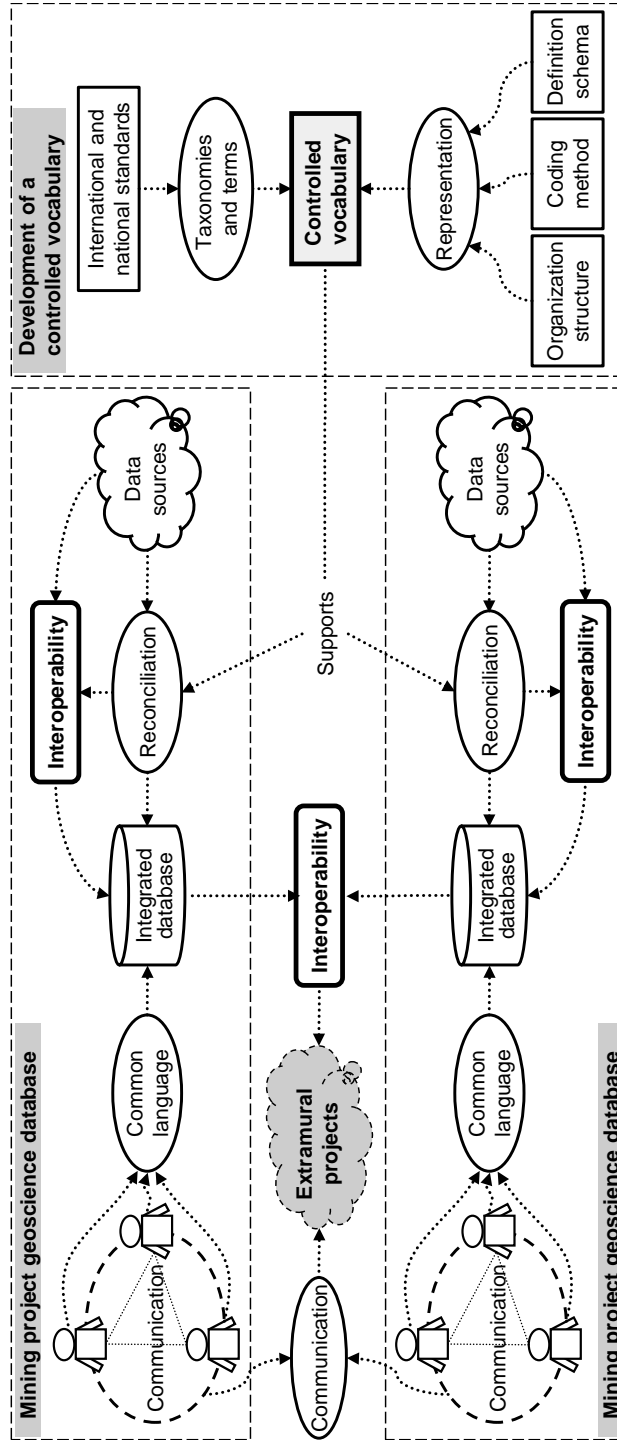 Mining project geoscience database
Communication
Common
language
Integrated
database
Interoperability
Reconciliation
Data
sources
Communication
Extramural
projects
Interoperability
Supports
Mining project geoscience database
Communication
Common
language
Integrated
database
Reconciliation
Interoperability
Data
sources
Development of a
controlled vocabulary
International and
national standards
Taxonomies
and terms
Controlled
vocabulary
Representation
Organization
structure
Coding
method
Definition
schema